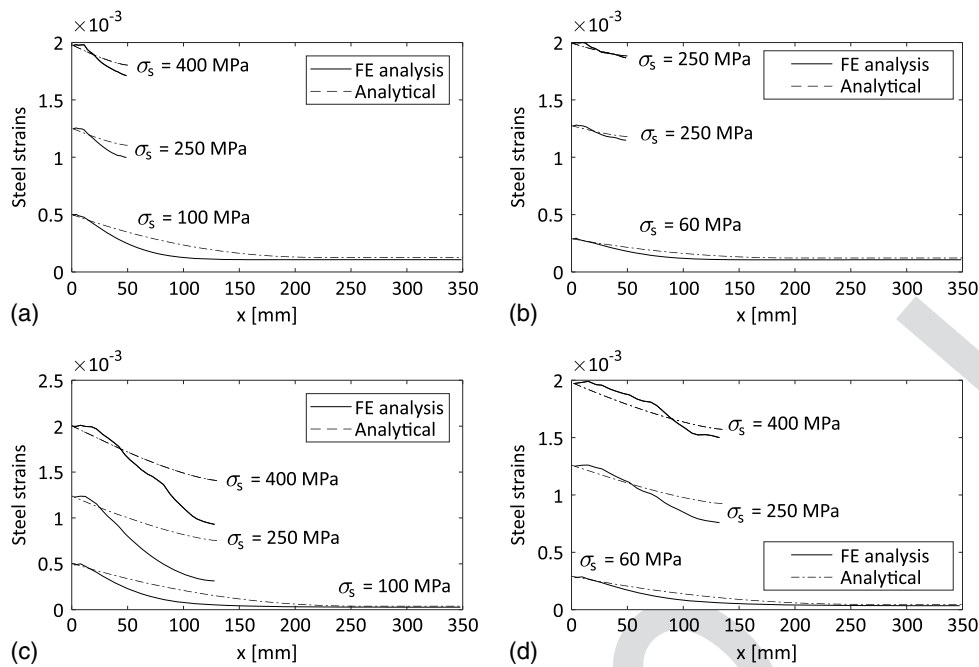 ×10⁻³
2
1.5
1
0.5
0
Steel strains
σs = 400 MPa
σs = 250 MPa
σs = 100 MPa
FE analysis
Analytical
0 50 100 150 200 250 300 350
x [mm]
(a)
×10⁻³
2
1.5
1
0.5
0
Steel strains
σs = 250 MPa
σs = 250 MPa
σs = 60 MPa
FE analysis
Analytical
0 50 100 150 200 250 300 350
x [mm]
(b)
×10⁻³
2.5
2
1.5
1
0.5
0
Steel strains
FE analysis
Analytical
σs = 400 MPa
σs = 250 MPa
σs = 100 MPa
0 50 100 150 200 250 300 350
x [mm]
(c)
×10⁻³
2
1.5
1
0.5
0
Steel strains
σs = 400 MPa
σs = 250 MPa
σs = 60 MPa
FE analysis
Analytical
0 50 100 150 200 250 300 350
x [mm]
(d)